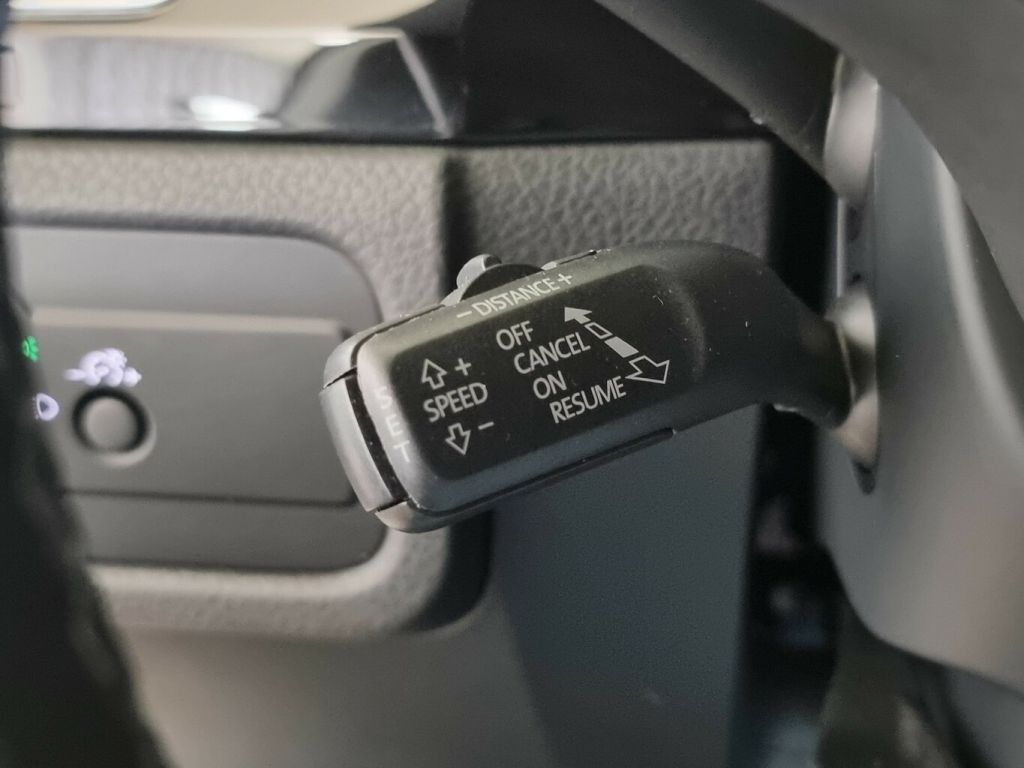 - DISTANCE +
OFF
CANCEL
ON
RESUME
+
SPEED
-
SET